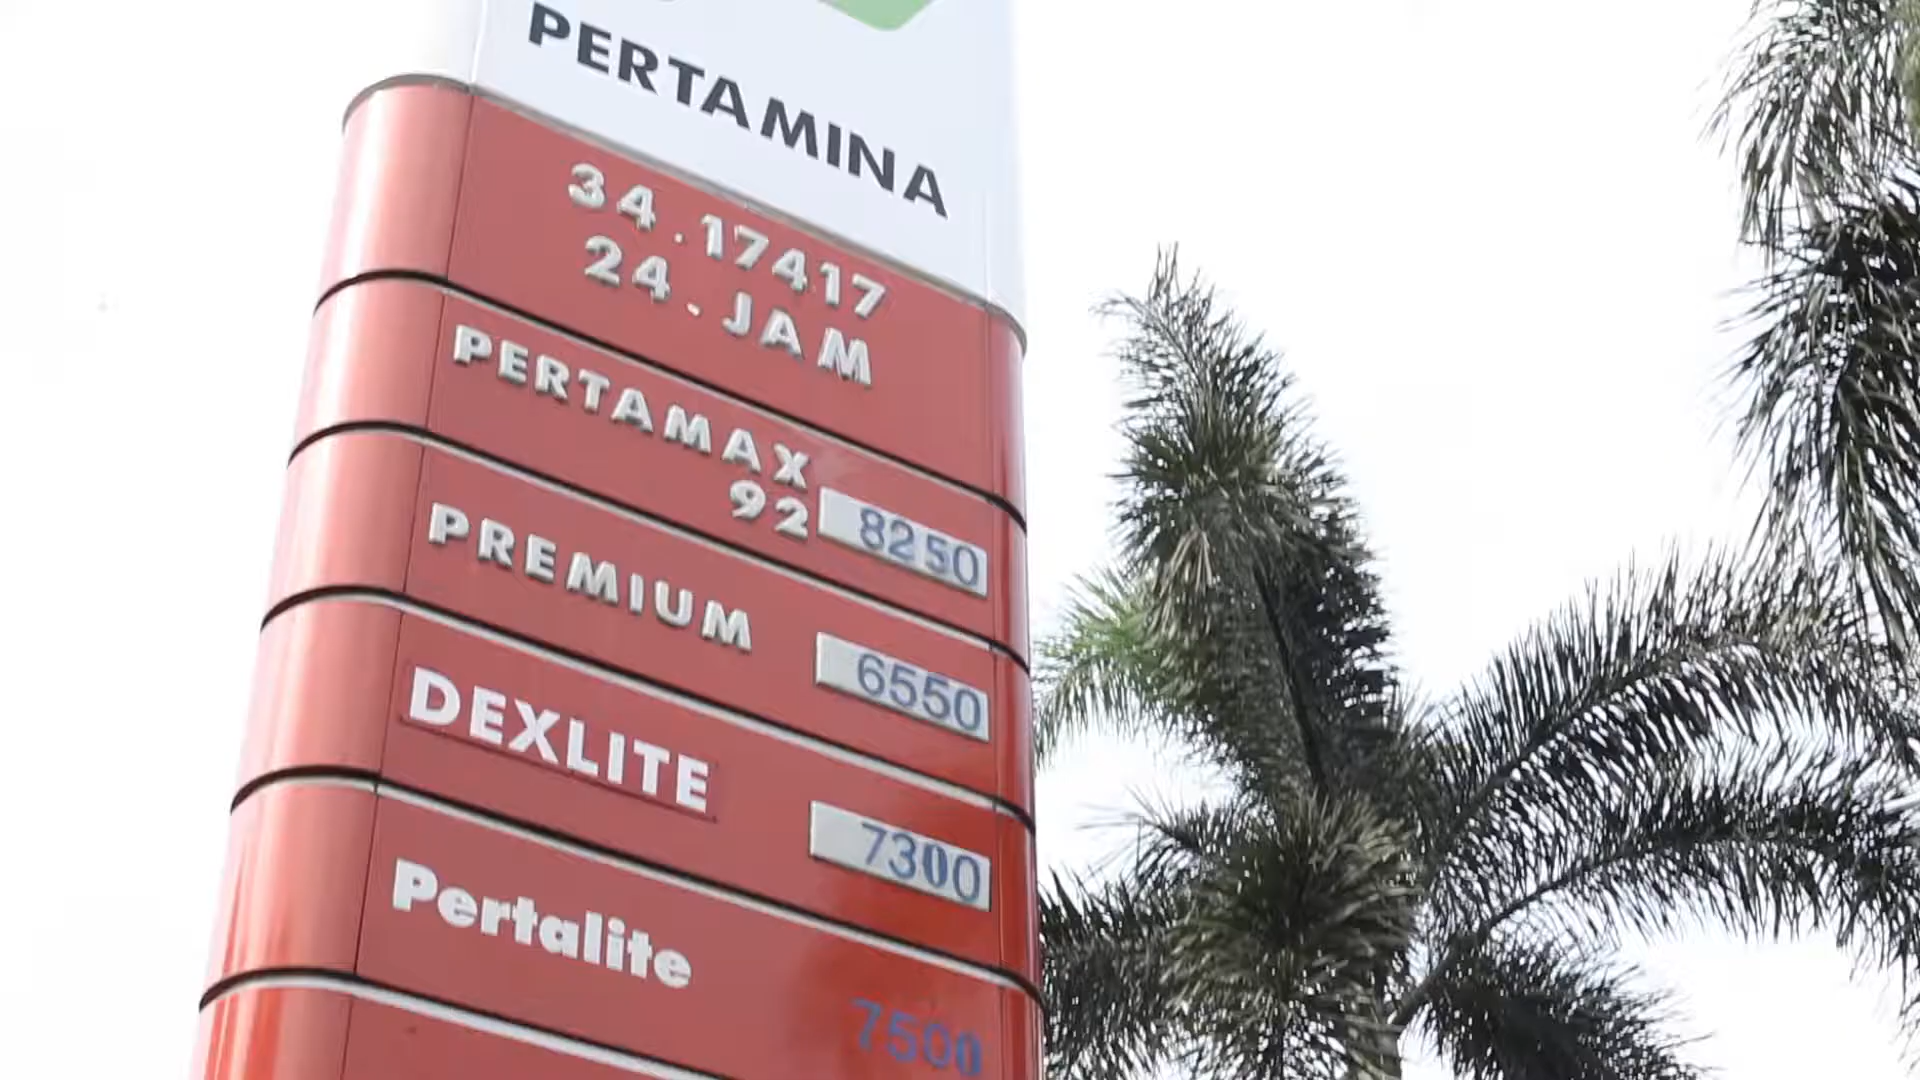 PERTAMINA
34.17417
24.JAM
PERTAMAX
92
8250
PREMIUM
6550
DEXLITE
7300
Pertalite
7500